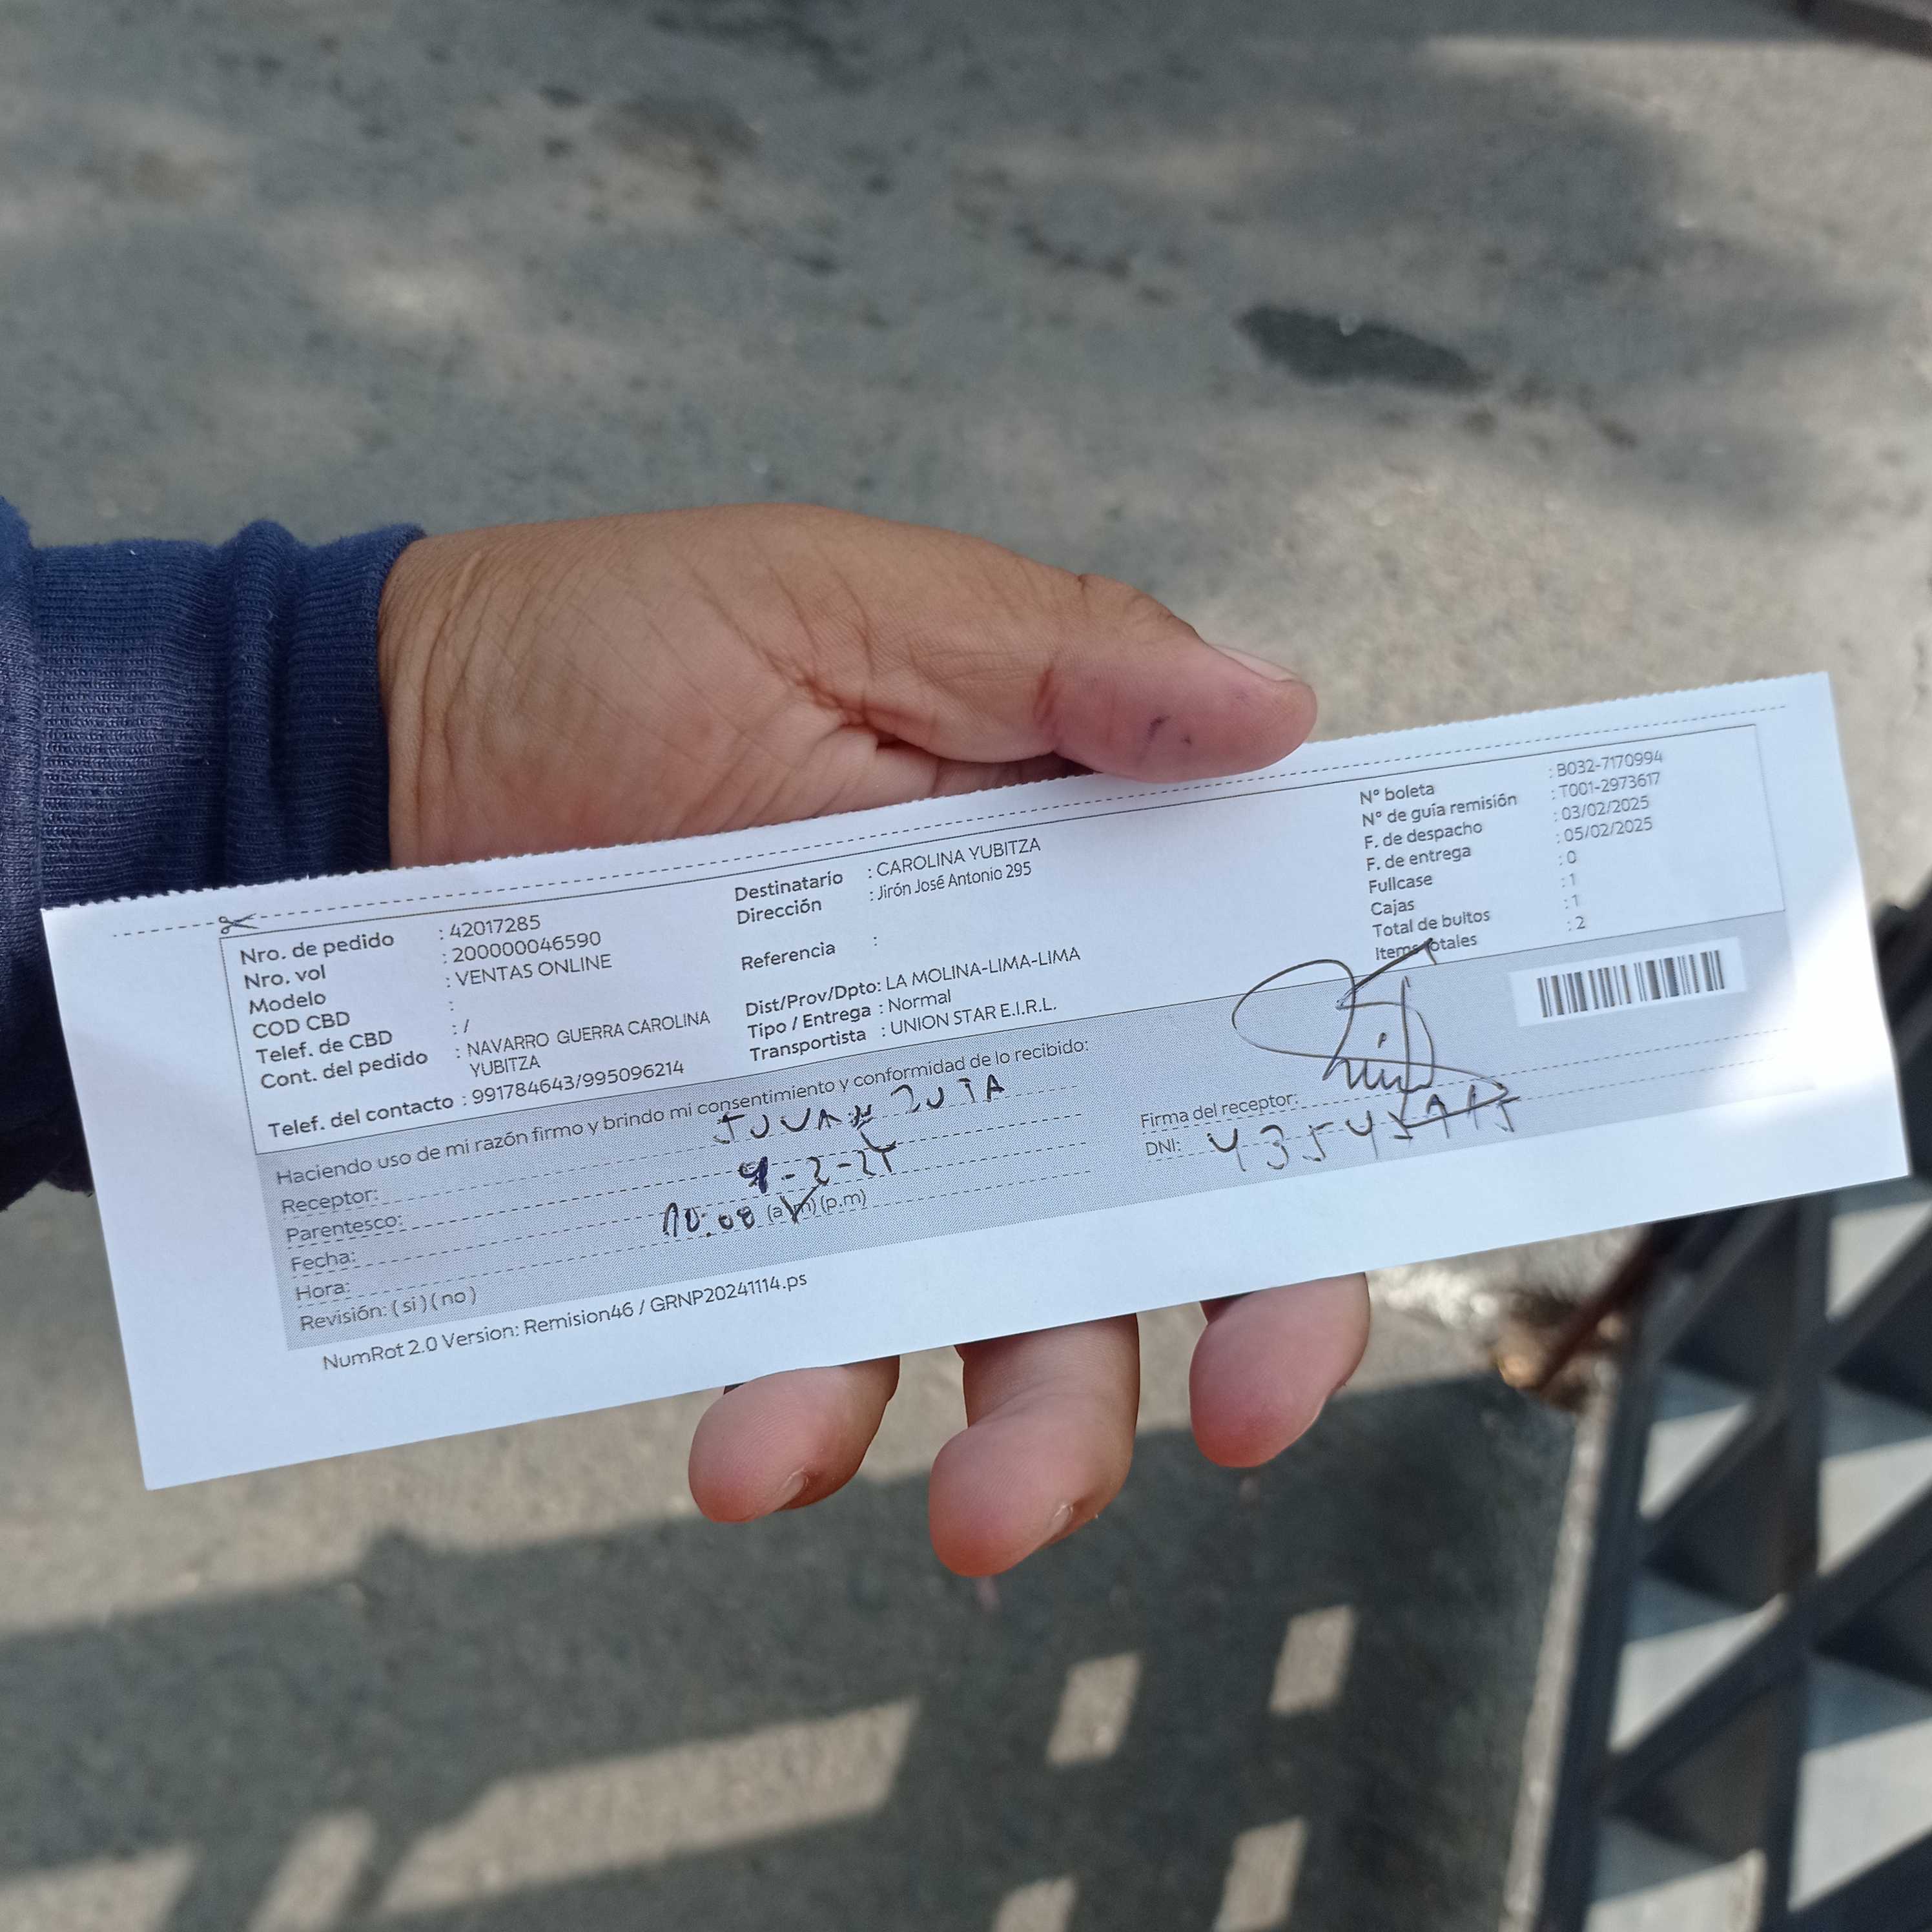 Nro. de pedido : 42017285
Nro. vol : 200000046590
Modelo : VENTAS ONLINE
COD CBD :
Telef. de CBD : /
Cont. del pedido : NAVARRO GUERRA CAROLINA
YUBITZA
Telef. del contacto : 991784643/995096214
Destinatario : CAROLINA YUBITZA
Dirección : Jirón José Antonio 295
Referencia :
Dist/Prov/Dpto: LA MOLINA-LIMA-LIMA
Tipo / Entrega : Normal
Transportista : UNION STAR E.I.R.L.
N° boleta : B032-7170994
N° de guía remisión : T001-2973617
F. de despacho : 03/02/2025
F. de entrega : 05/02/2025
Fullcase : 0
Cajas : 1
Total de bultos : 1
Items totales : 2
Haciendo uso de mi razón firmo y brindo mi consentimiento y conformidad de lo recibido:
Receptor:
Parentesco:
Fecha:
Hora: 10:00 (a.m) (p.m)
Revisión: ( si ) ( no )
Firma del receptor:
DNI:
NumRot 2.0 Version: Remision46 / GRNP20241114.ps